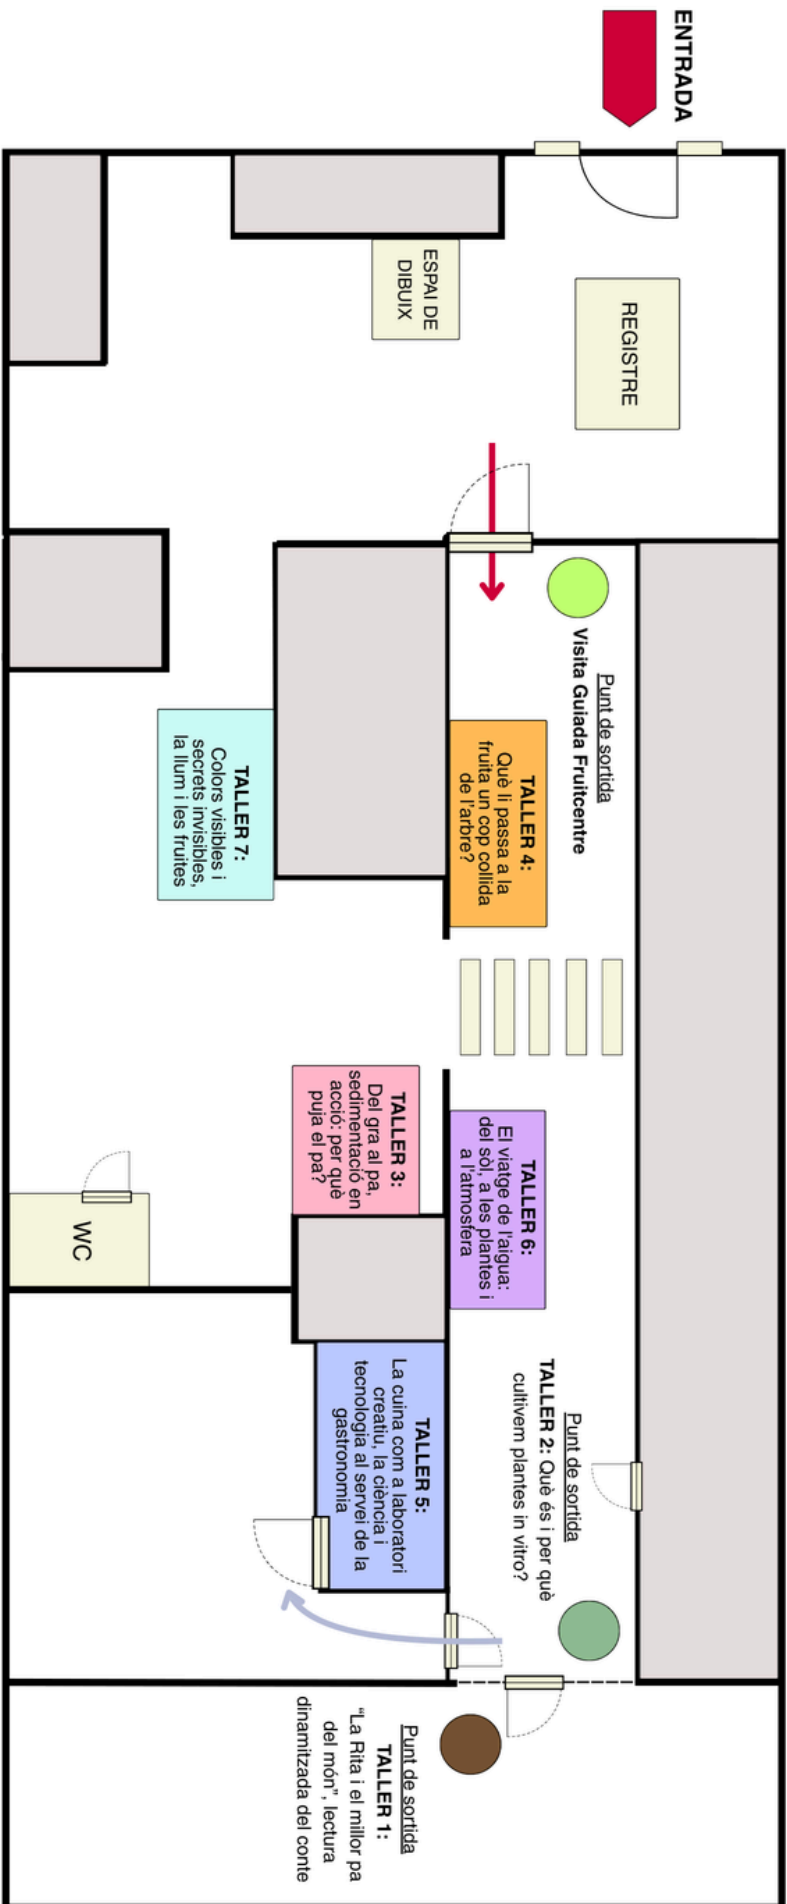 ENTRADA
REGISTRE
ESPAI DE
DIBUIX
Punt de sortida
Visita Guiada Fruitcentre
TALLER 4:
Què li passa a la
fruita un cop collida
de l'arbre?
TALLER 7:
Colors visibles i
secrets invisibles,
la llum i les fruites
TALLER 3:
Del gra al pa,
sedimentació en
acció: per què
puja el pa?
TALLER 6:
El viatge de l'aigua:
del sòl, a les plantes i
a l'atmosfera
WC
Punt de sortida
TALLER 2: Què és i per què
cultivem plantes in vitro?
TALLER 5:
La cuina com a laboratori
creatiu, la ciència i
tecnologia al servei de la
gastronomia
Punt de sortida
TALLER 1:
“La Rita i el millor pa
del món”, lectura
dinamitzada del conte